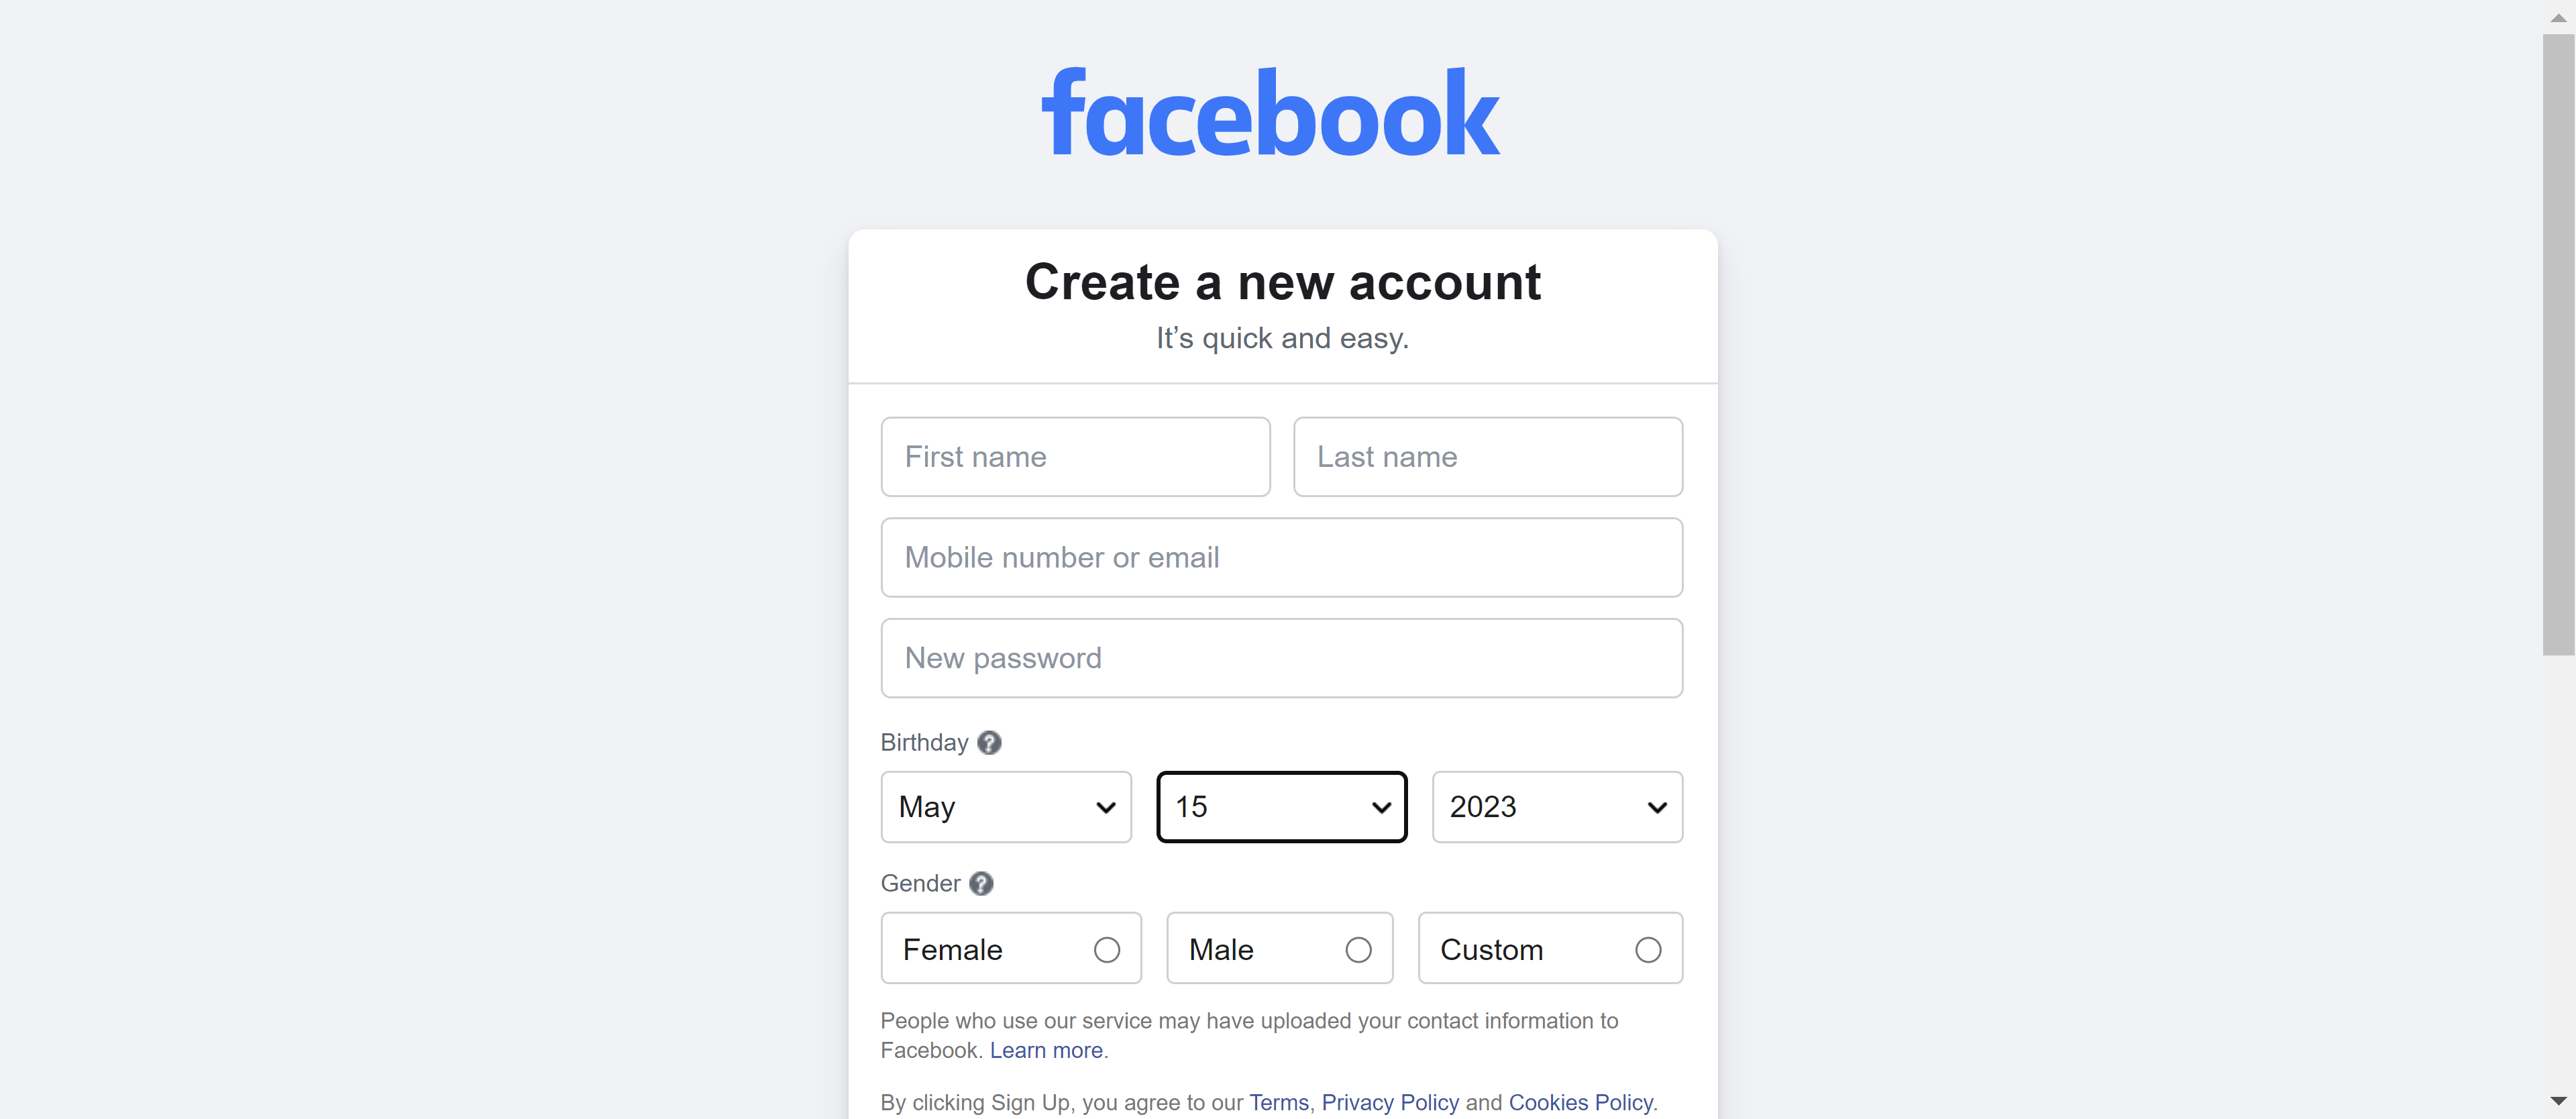 facebook
Create a new account
It’s quick and easy.
First name Last name
Mobile number or email
New password
Birthday ?
May 15 2023
Gender ?
Female Male Custom
People who use our service may have uploaded your contact information to
Facebook. Learn more.
By clicking Sign Up, you agree to our Terms, Privacy Policy and Cookies Policy.